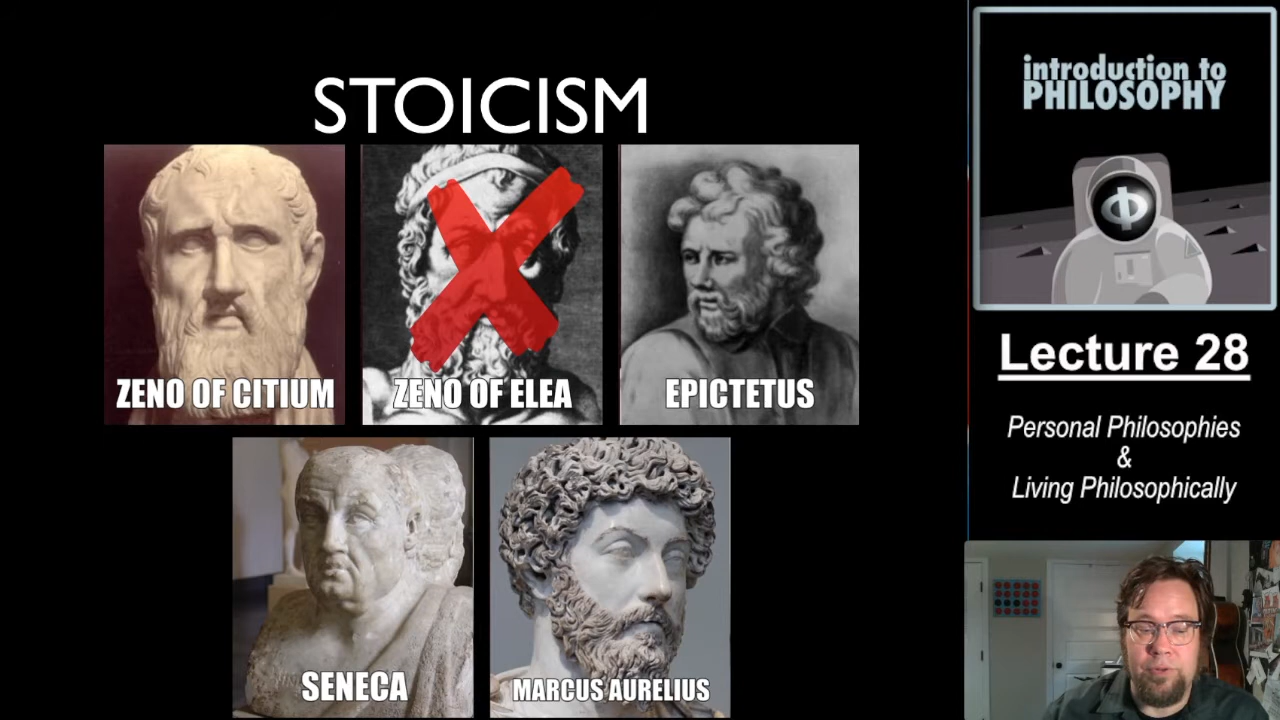 STOICISM
ZENO OF CITIUM
ZENO OF ELEA
EPICTETUS
SENECA
MARCUS AURELIUS
introduction to
PHILOSOPHY
Φ
Lecture 28
Personal Philosophies
&
Living Philosophically